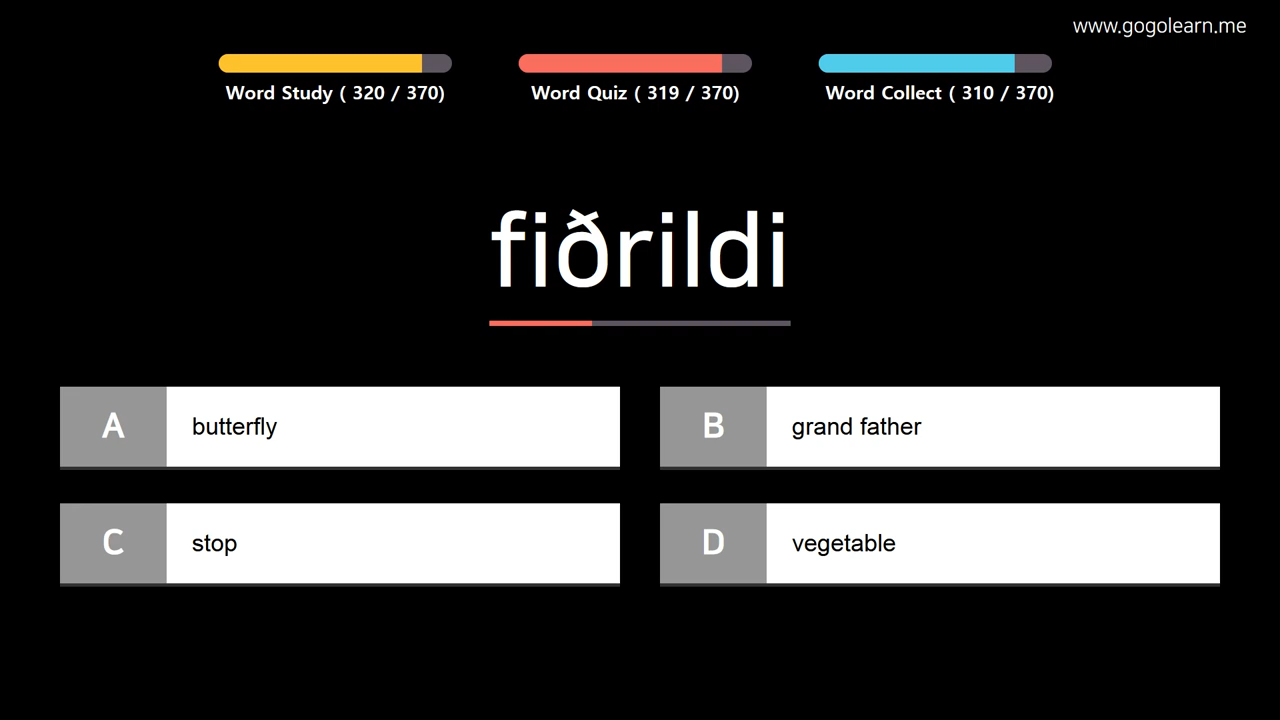 www.gogolearn.me
Word Study ( 320 / 370)
Word Quiz ( 319 / 370)
Word Collect ( 310 / 370)
fiðrildi
A butterfly
B grand father
C stop
D vegetable